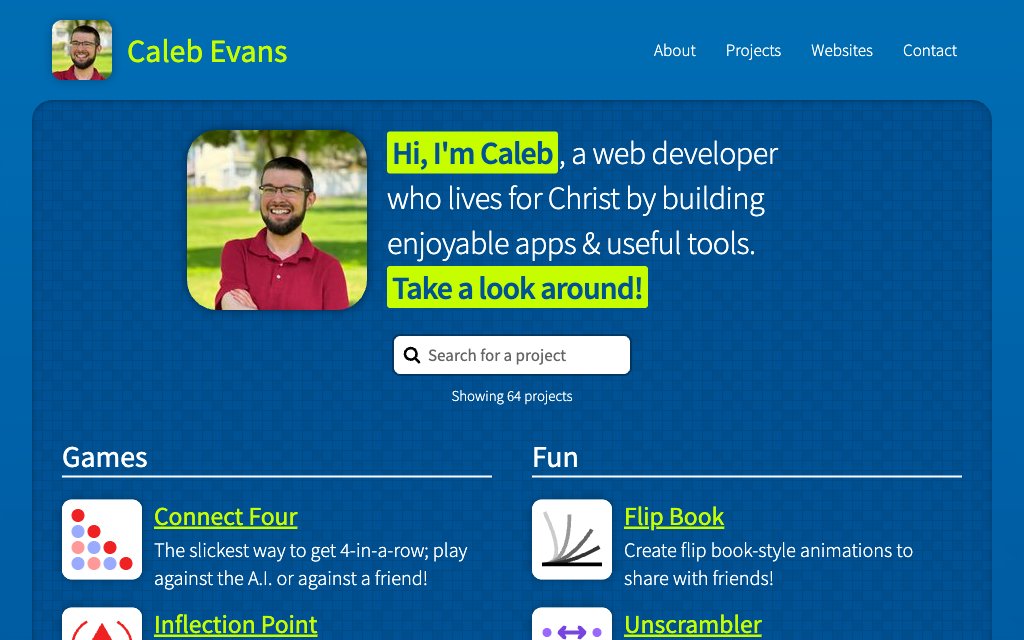 Caleb Evans
About
Projects
Websites
Contact
Hi, I'm Caleb, a web developer
who lives for Christ by building
enjoyable apps & useful tools.
Take a look around!
Search for a project
Showing 64 projects
Games
Connect Four
The slickest way to get 4-in-a-row; play
against the A.I. or against a friend!
Inflection Point
Fun
Flip Book
Create flip book-style animations to
share with friends!
Unscrambler